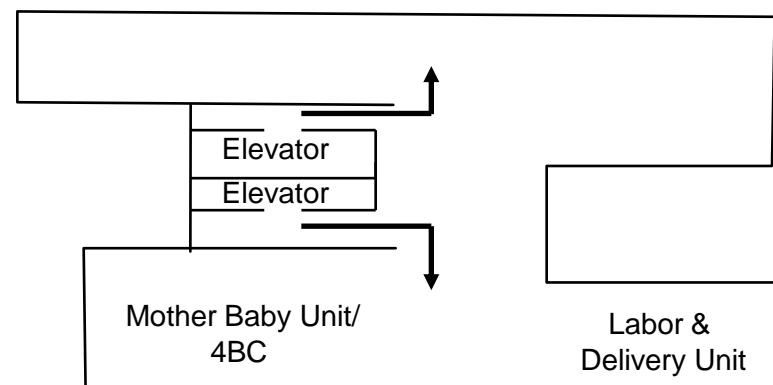 Elevator
Elevator
Mother Baby Unit/
4BC
Labor &
Delivery Unit